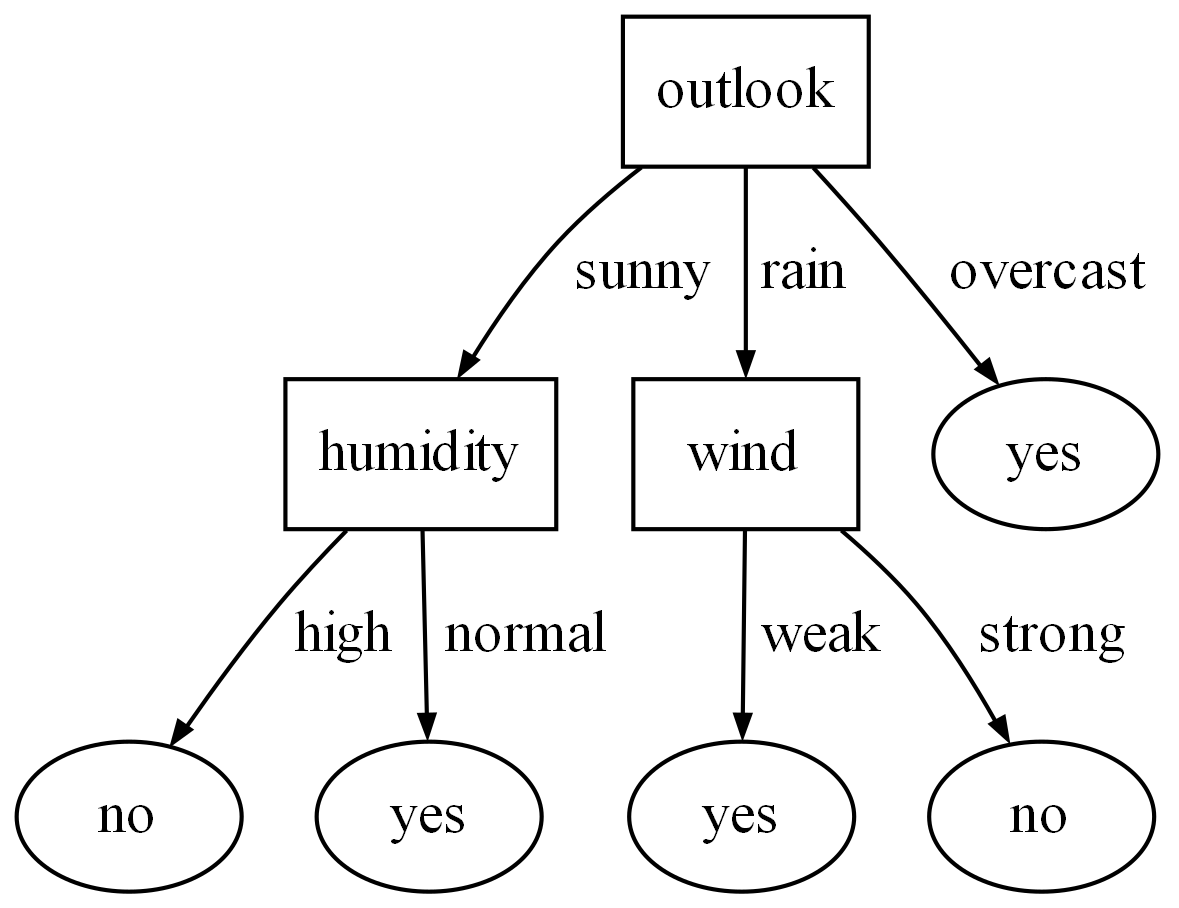 outlook
sunny
rain
overcast
humidity
wind
yes
high
normal
weak
strong
no
yes
yes
no